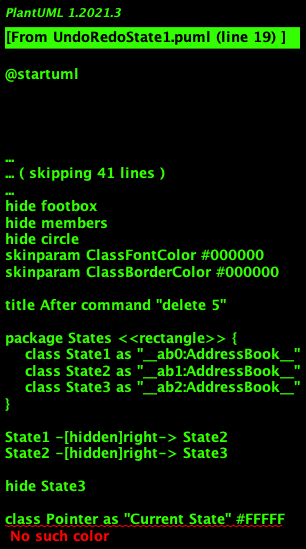 PlantUML 1.2021.3
[From UndoRedoState1.puml (line 19) ]
@startuml
...
... ( skipping 41 lines )
...
hide footbox
hide members
hide circle
skinparam ClassFontColor #000000
skinparam ClassBorderColor #000000
title After command "delete 5"
package States <<rectangle>> {
class State1 as "__ab0:AddressBook__"
class State2 as "__ab1:AddressBook__"
class State3 as "__ab2:AddressBook__"
}
State1 -[hidden]right-> State2
State2 -[hidden]right-> State3
hide State3
class Pointer as "Current State" #FFFFF
No such color